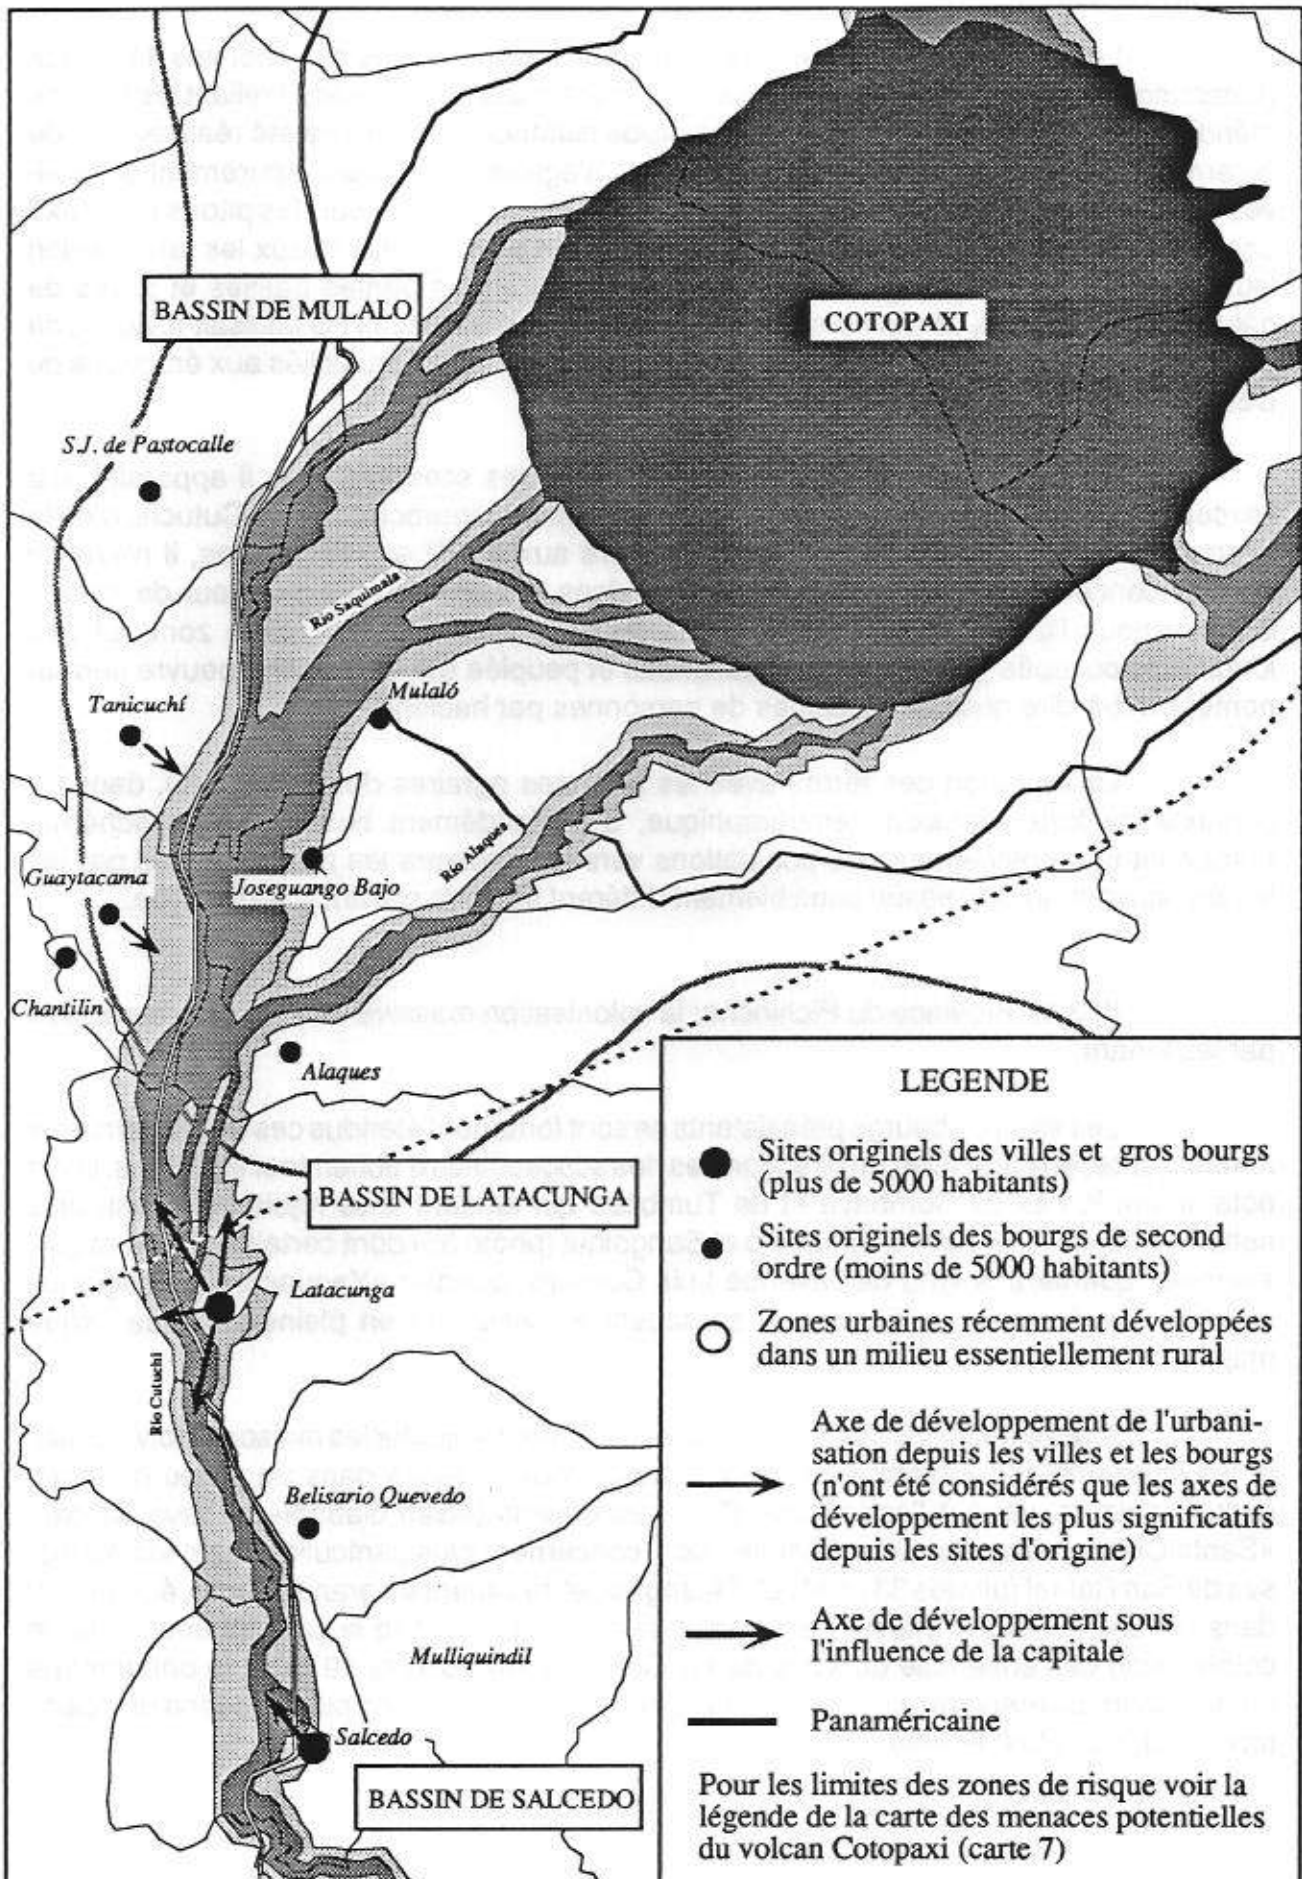 BASSIN DE MULALO
COTOPAXI
S.J. de Pastocalle
Rio Saquimala
Mulaló
Tanicuchí
Rio Alaques
Guaytacama
Joseguango Bajo
Chantilin
Alaques
BASSIN DE LATACUNGA
Latacunga
Rio Cutuchi
Belisario Quevedo
Mulliquindil
Salcedo
BASSIN DE SALCEDO
LEGENDE
Sites originels des villes et gros bourgs
(plus de 5000 habitants)
Sites originels des bourgs de second
ordre (moins de 5000 habitants)
Zones urbaines récemment développées
dans un milieu essentiellement rural
Axe de développement de l'urbani-
sation depuis les villes et les bourgs
(n'ont été considérés que les axes de
développement les plus significatifs
depuis les sites d'origine)
Axe de développement sous
l'influence de la capitale
Panaméricaine
Pour les limites des zones de risque voir la
légende de la carte des menaces potentielles
du volcan Cotopaxi (carte 7)